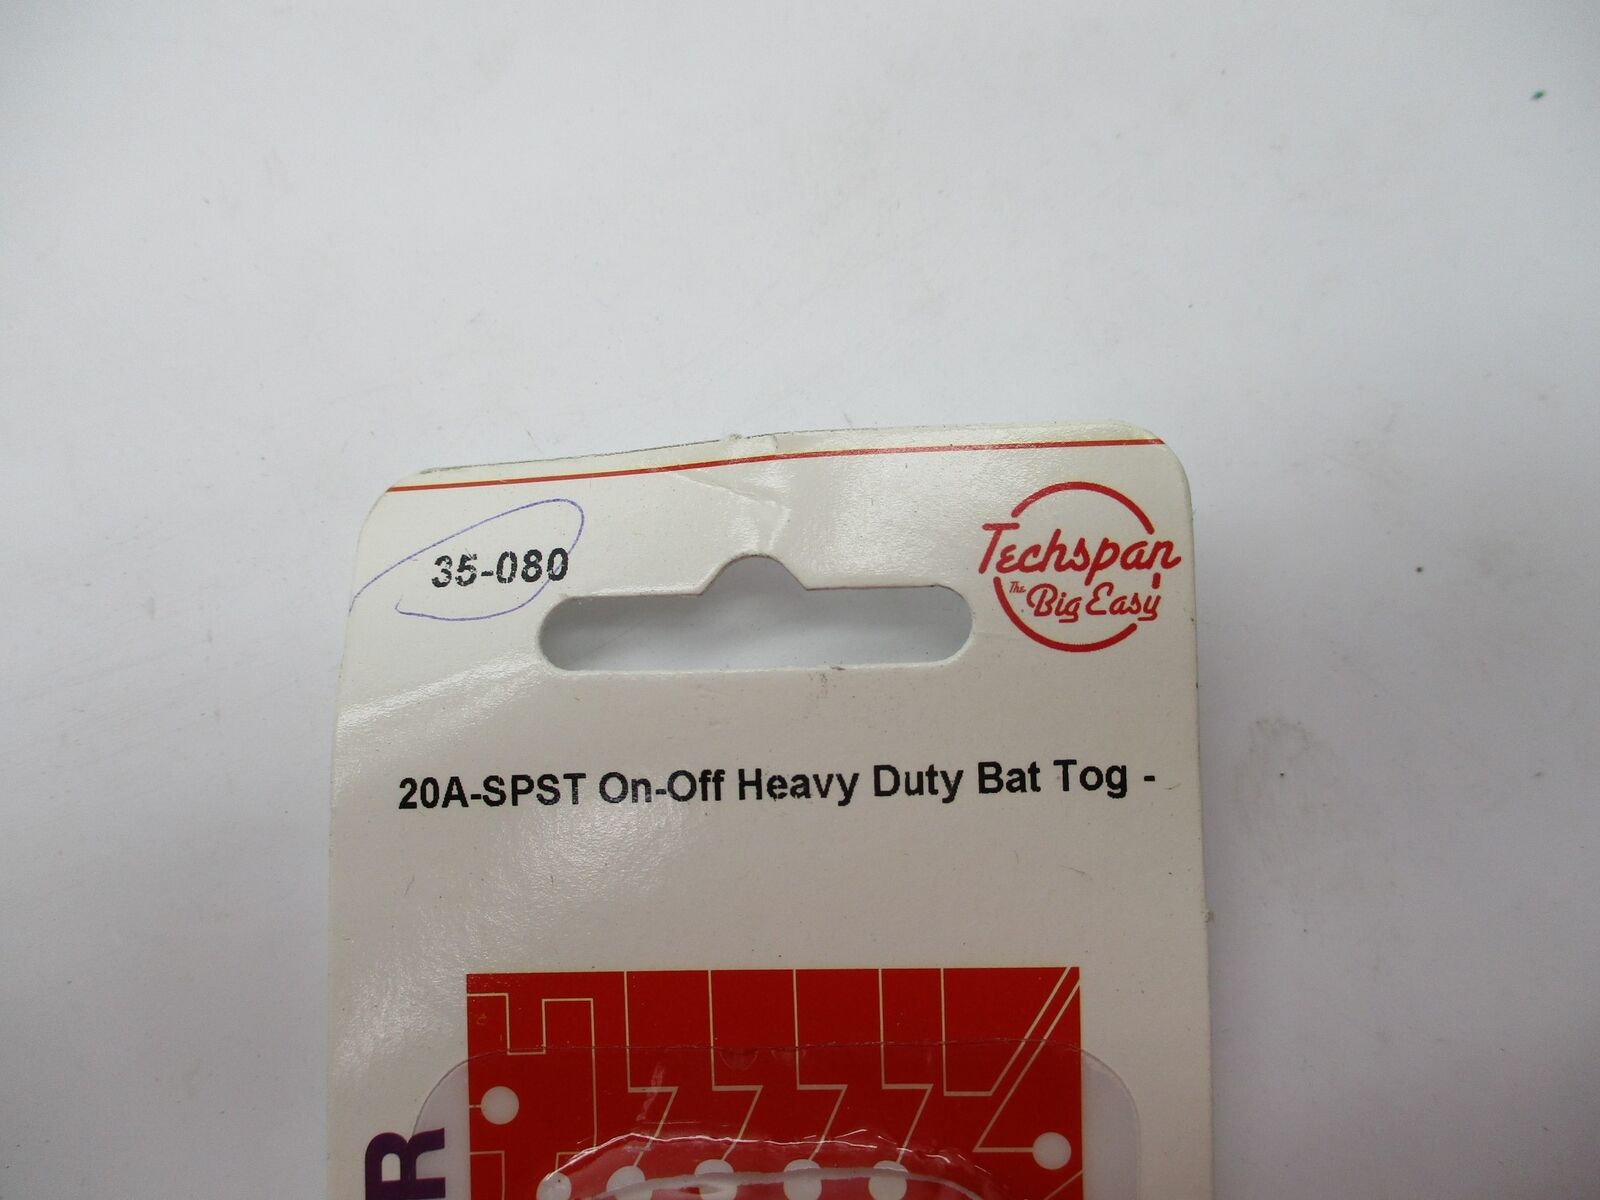 35-080
Techspan
The Big Easy
20A-SPST On-Off Heavy Duty Bat Tog -
R